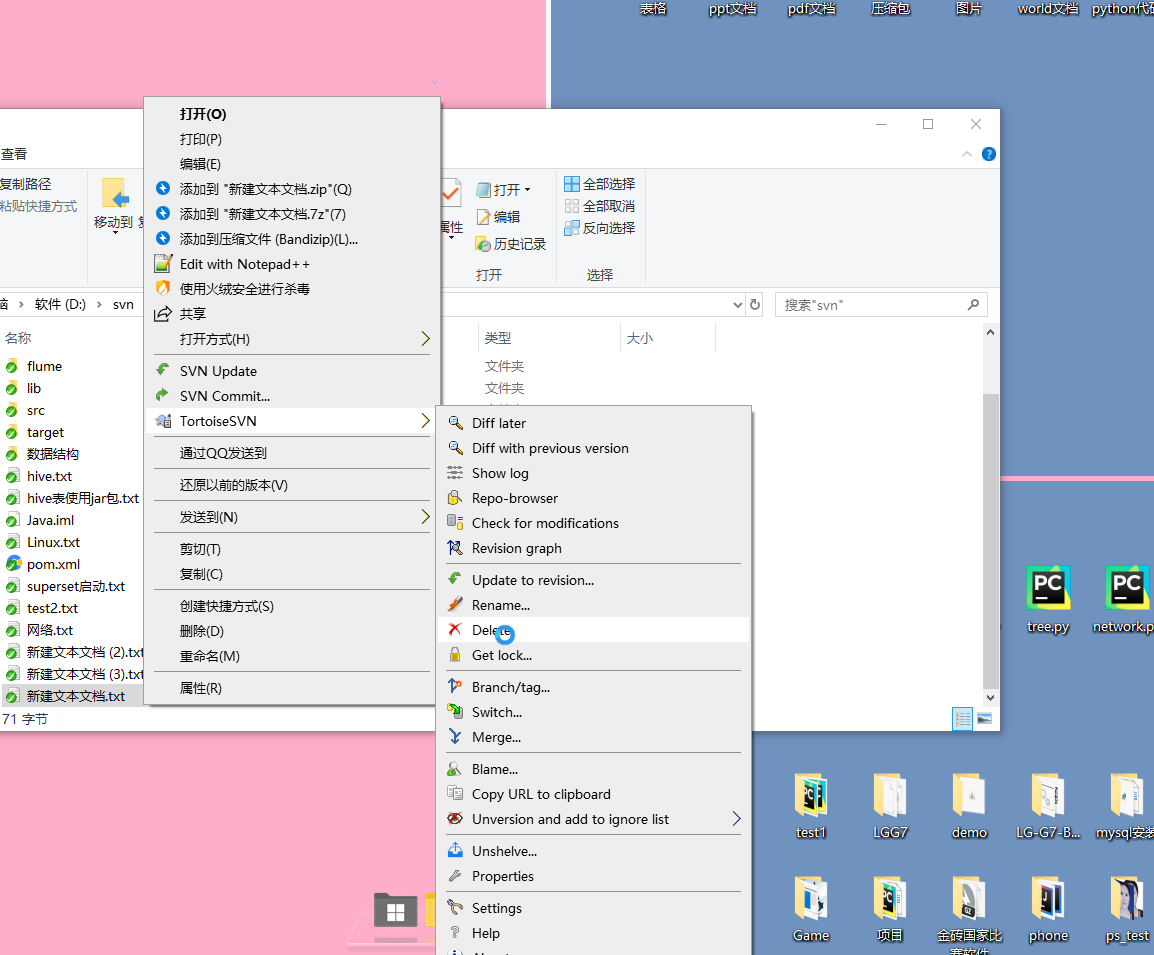 表格
ppt文档
pdf文档
压缩包
图片
world文档
python代码
查看
复制路径
粘贴快捷方式
移动到
属性
打开
编辑
历史记录
打开
全部选择
全部取消
反向选择
选择
脑 › 软件 (D:) › svn
搜索"svn"
名称
类型
大小
flume
文件夹
lib
文件夹
src
target
数据结构
hive.txt
hive表使用jar包.txt
Java.iml
Linux.txt
pom.xml
superset启动.txt
test2.txt
网络.txt
新建文本文档 (2).txt
新建文本文档 (3).txt
新建文本文档.txt
71 字节
打开(O)
打印(P)
编辑(E)
添加到 "新建文本文档.zip"(Q)
添加到 "新建文本文档.7z"(7)
添加到压缩文件 (Bandizip)(L)...
Edit with Notepad++
使用火绒安全进行杀毒
共享
打开方式(H)
SVN Update
SVN Commit...
TortoiseSVN
通过QQ发送到
还原以前的版本(V)
发送到(N)
剪切(T)
复制(C)
创建快捷方式(S)
删除(D)
重命名(M)
属性(R)
Diff later
Diff with previous version
Show log
Repo-browser
Check for modifications
Revision graph
Update to revision...
Rename...
Delete
Get lock...
Branch/tag...
Switch...
Merge...
Blame...
Copy URL to clipboard
Unversion and add to ignore list
Unshelve...
Properties
Settings
Help
PC
PC
tree.py
network.p
test1
LGG7
demo
LG-G7-B...
mysql安装
Game
项目
金砖国家比
赛软件
phone
ps_test